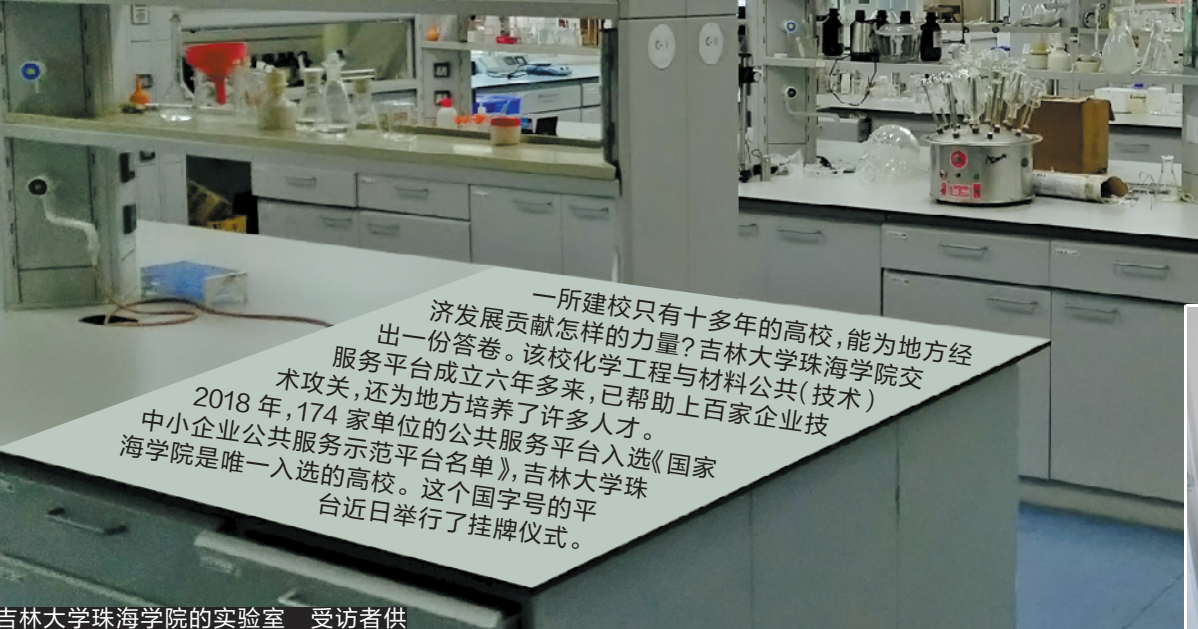 一所建校只有十多年的高校，能为地方经
济发展贡献怎样的力量？吉林大学珠海学院交
出一份答卷。该校化学工程与材料公共（技术）
服务平台成立六年多来，已帮助上百家企业技
术攻关，还为地方培养了许多人才。
2018 年，174 家单位的公共服务平台入选《国家
中小企业公共服务示范平台名单》，吉林大学珠
海学院是唯一入选的高校。这个国字号的平
台近日举行了挂牌仪式。
吉林大学珠海学院的实验室 受访者供